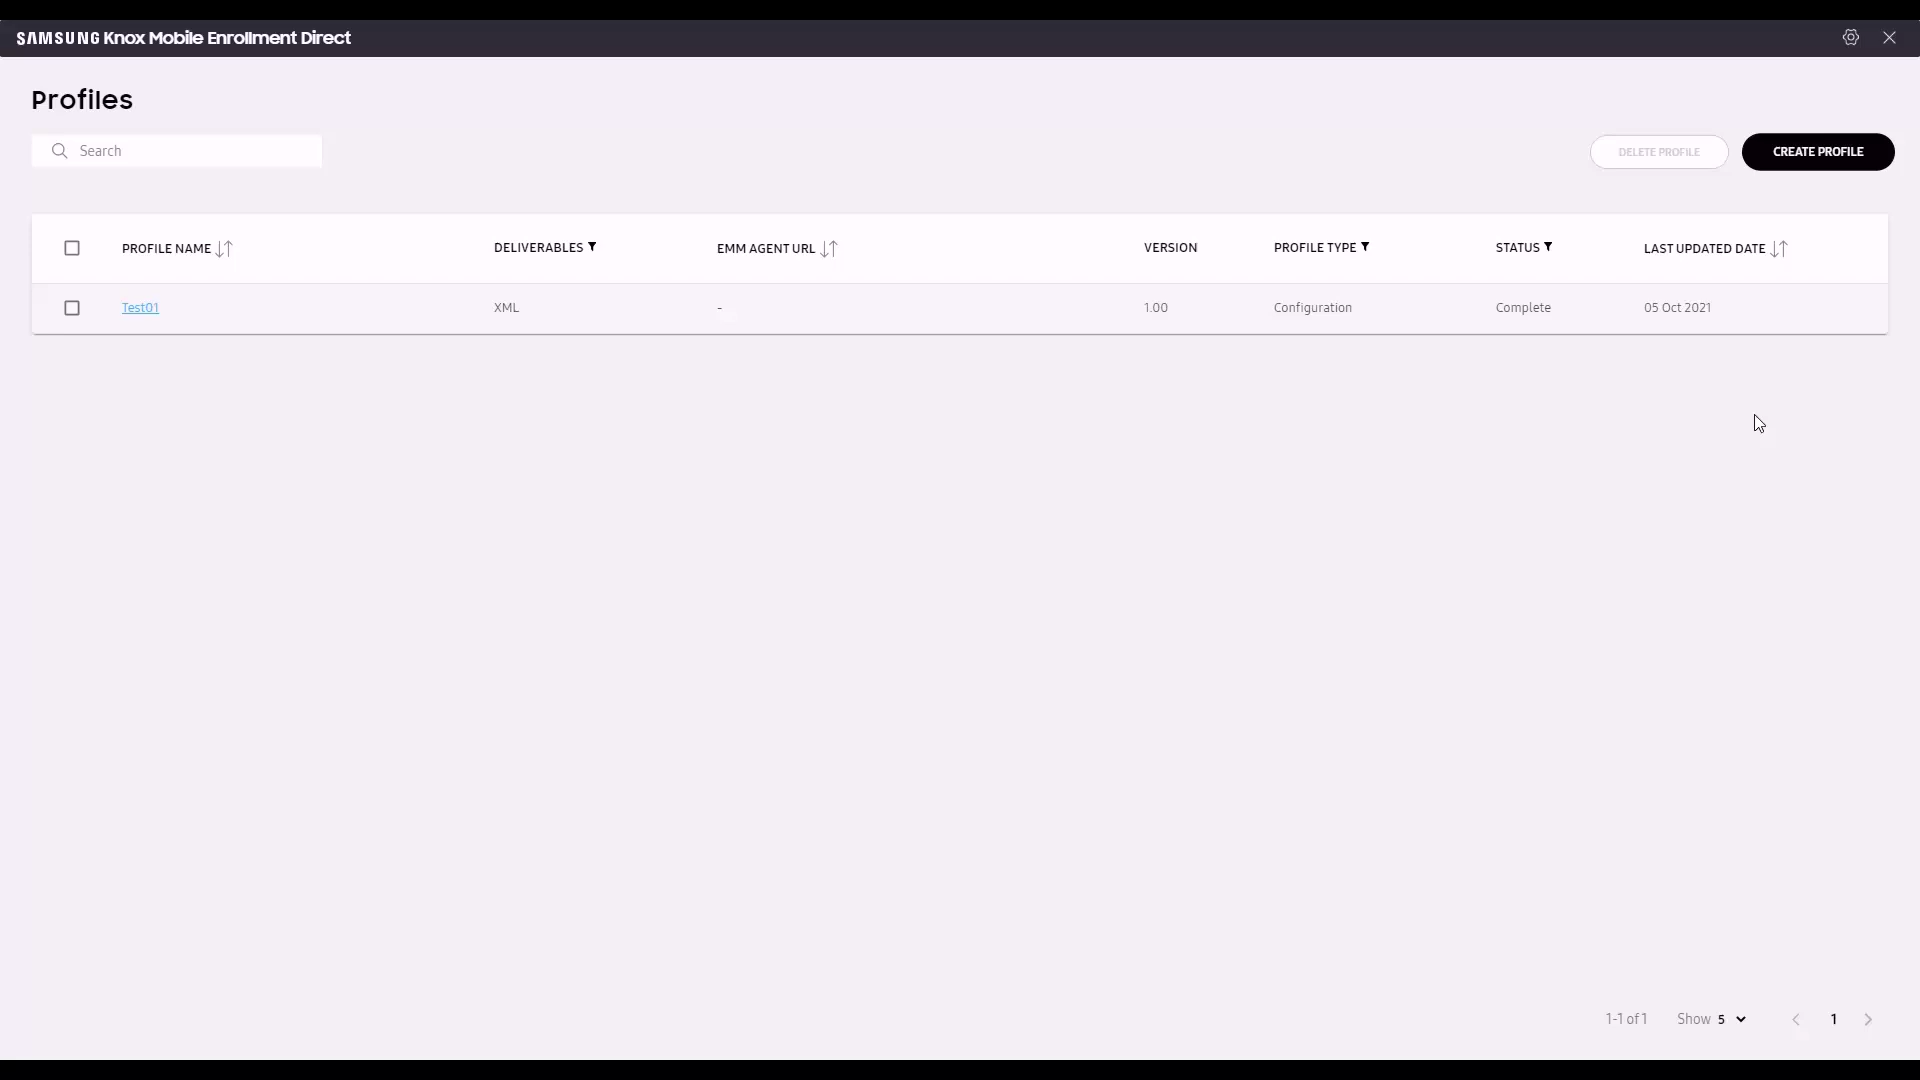 SAMSUNG Knox Mobile Enrollment Direct
Profiles
Search
DELETE PROFILE
CREATE PROFILE
PROFILE NAME DELIVERABLES EMM AGENT URL VERSION PROFILE TYPE STATUS LAST UPDATED DATE
Test01 XML - 1.00 Configuration Complete 05 Oct 2021
1-1 of 1 Show 5 1